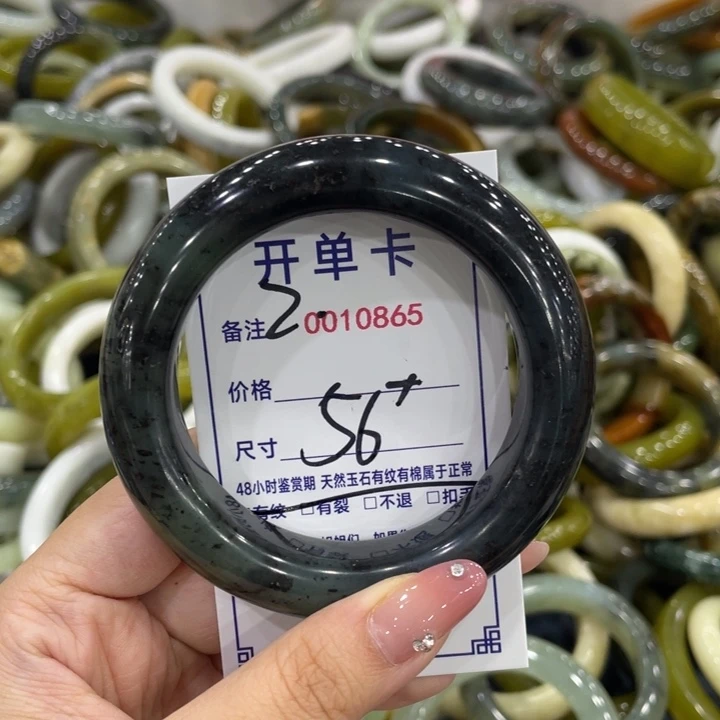 开单卡
备注 2 0010865
价格
尺寸 56+
48小时鉴赏期 天然玉石有纹有棉属于正常
有纹 □有裂 □不退 □扣手